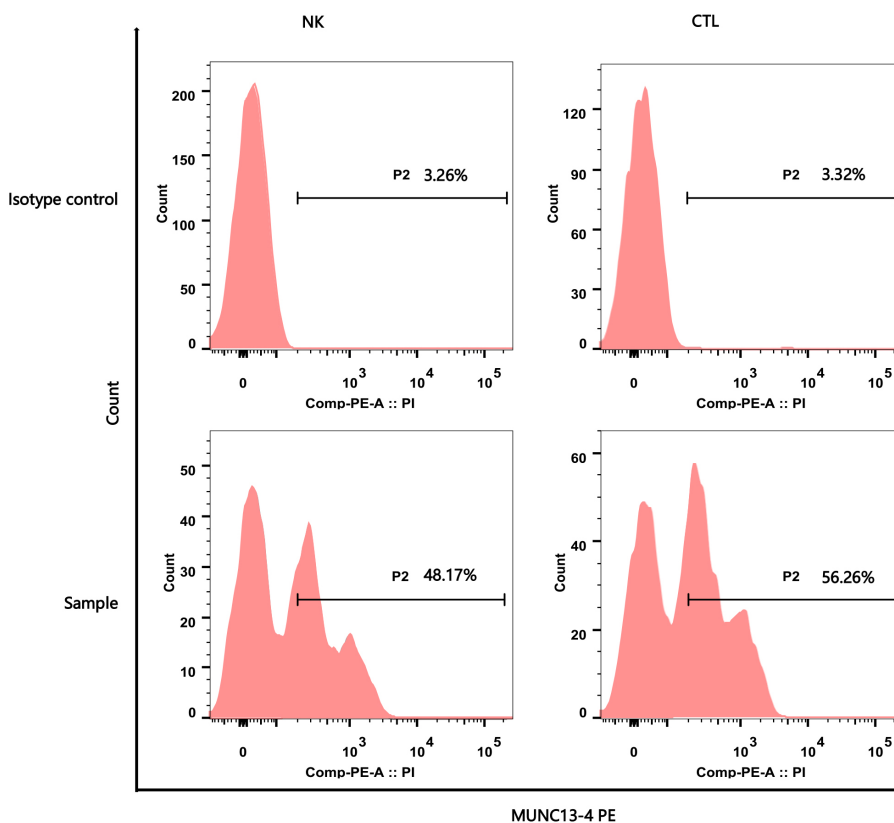 NK
CTL
Isotype control
Count
200
150
100
50
0
P2 3.26%
0 10^3 10^4 10^5
Comp-PE-A :: PI
Count
120
90
60
30
0
P2 3.32%
0 10^3 10^4 10^5
Comp-PE-A :: PI
Count
Sample
Count
50
40
30
20
10
0
P2 48.17%
0 10^3 10^4 10^5
Comp-PE-A :: PI
Count
60
40
20
0
P2 56.26%
0 10^3 10^4 10^5
Comp-PE-A :: PI
MUNC13-4 PE